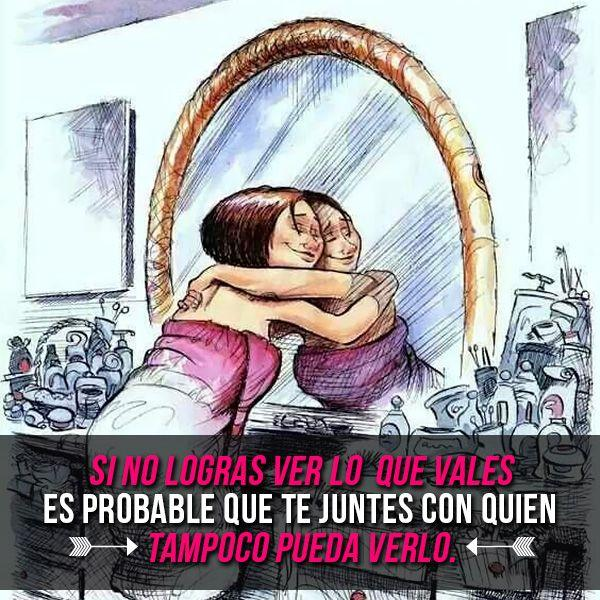 SI NO LOGRAS VER LO QUE VALES
ES PROBABLE QUE TE JUNTES CON QUIEN
TAMPOCO PUEDA VERLO.